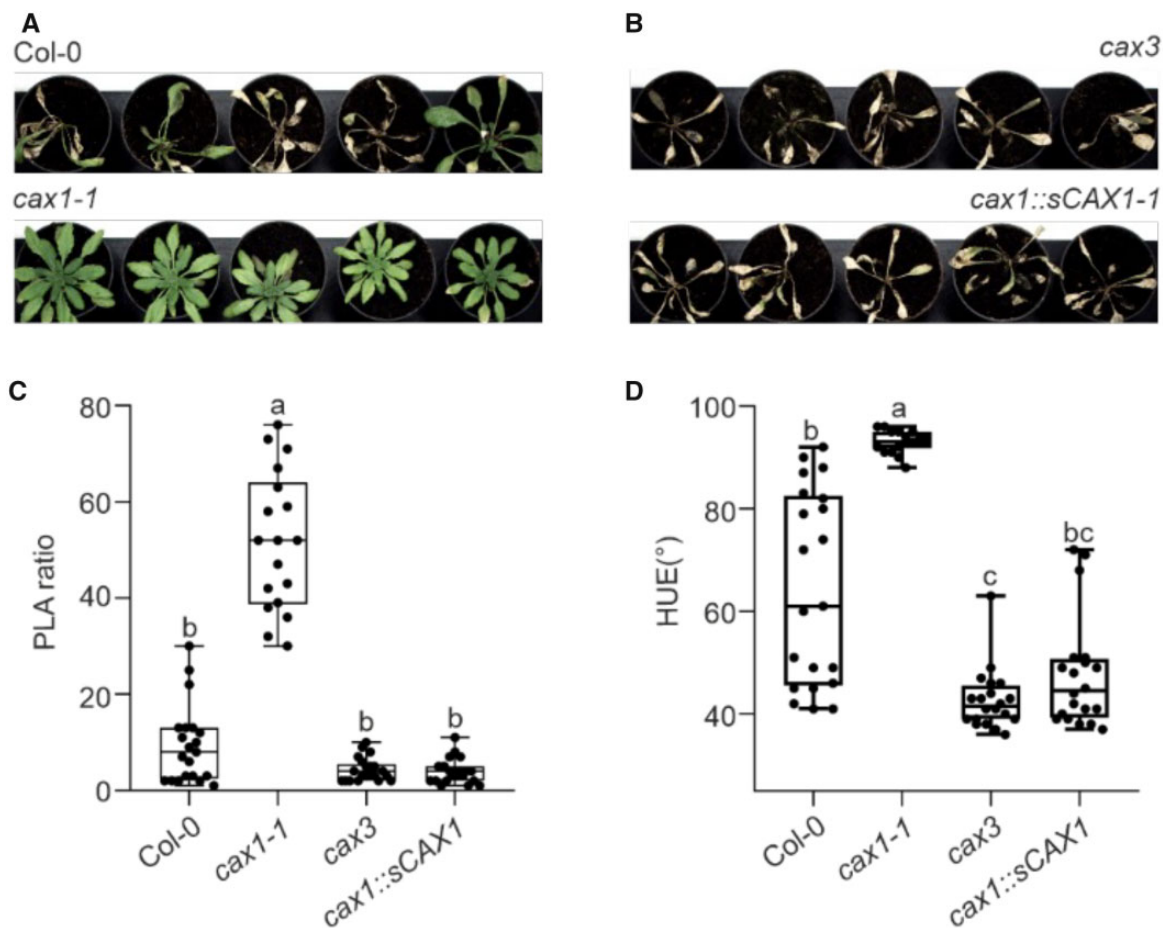 A
Col-0
cax1-1
B
cax3
cax1::sCAX1-1
C
80
60
40
20
0
PLA ratio
b
a
b
b
Col-0
cax1-1
cax3
cax1::sCAX1
D
100
80
60
40
HUE(°)
b
a
c
bc
Col-0
cax1-1
cax3
cax1::sCAX1